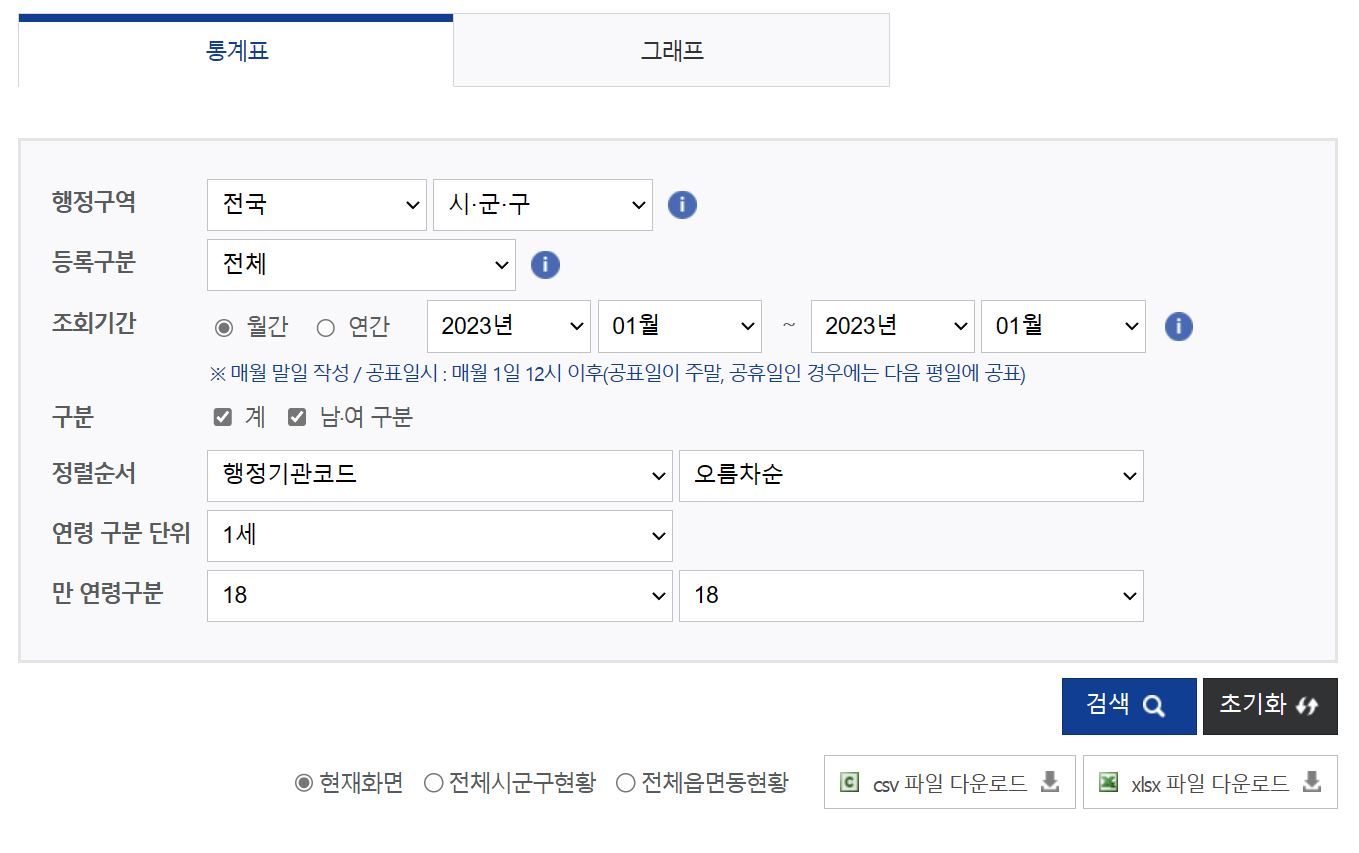 통계표 그래프
행정구역 전국 시·군·구
등록구분 전체
조회기간 월간 연간 2023년 01월 ~ 2023년 01월
※ 매월 말일 작성 / 공표일시 : 매월 1일 12시 이후(공표일이 주말, 공휴일인 경우에는 다음 평일에 공표)
구분 계 남·여 구분
정렬순서 행정기관코드 오름차순
연령 구분 단위 1세
만 연령구분 18 18
검색 초기화
현재화면 전체시군구현황 전체읍면동현황 csv 파일 다운로드 xlsx 파일 다운로드